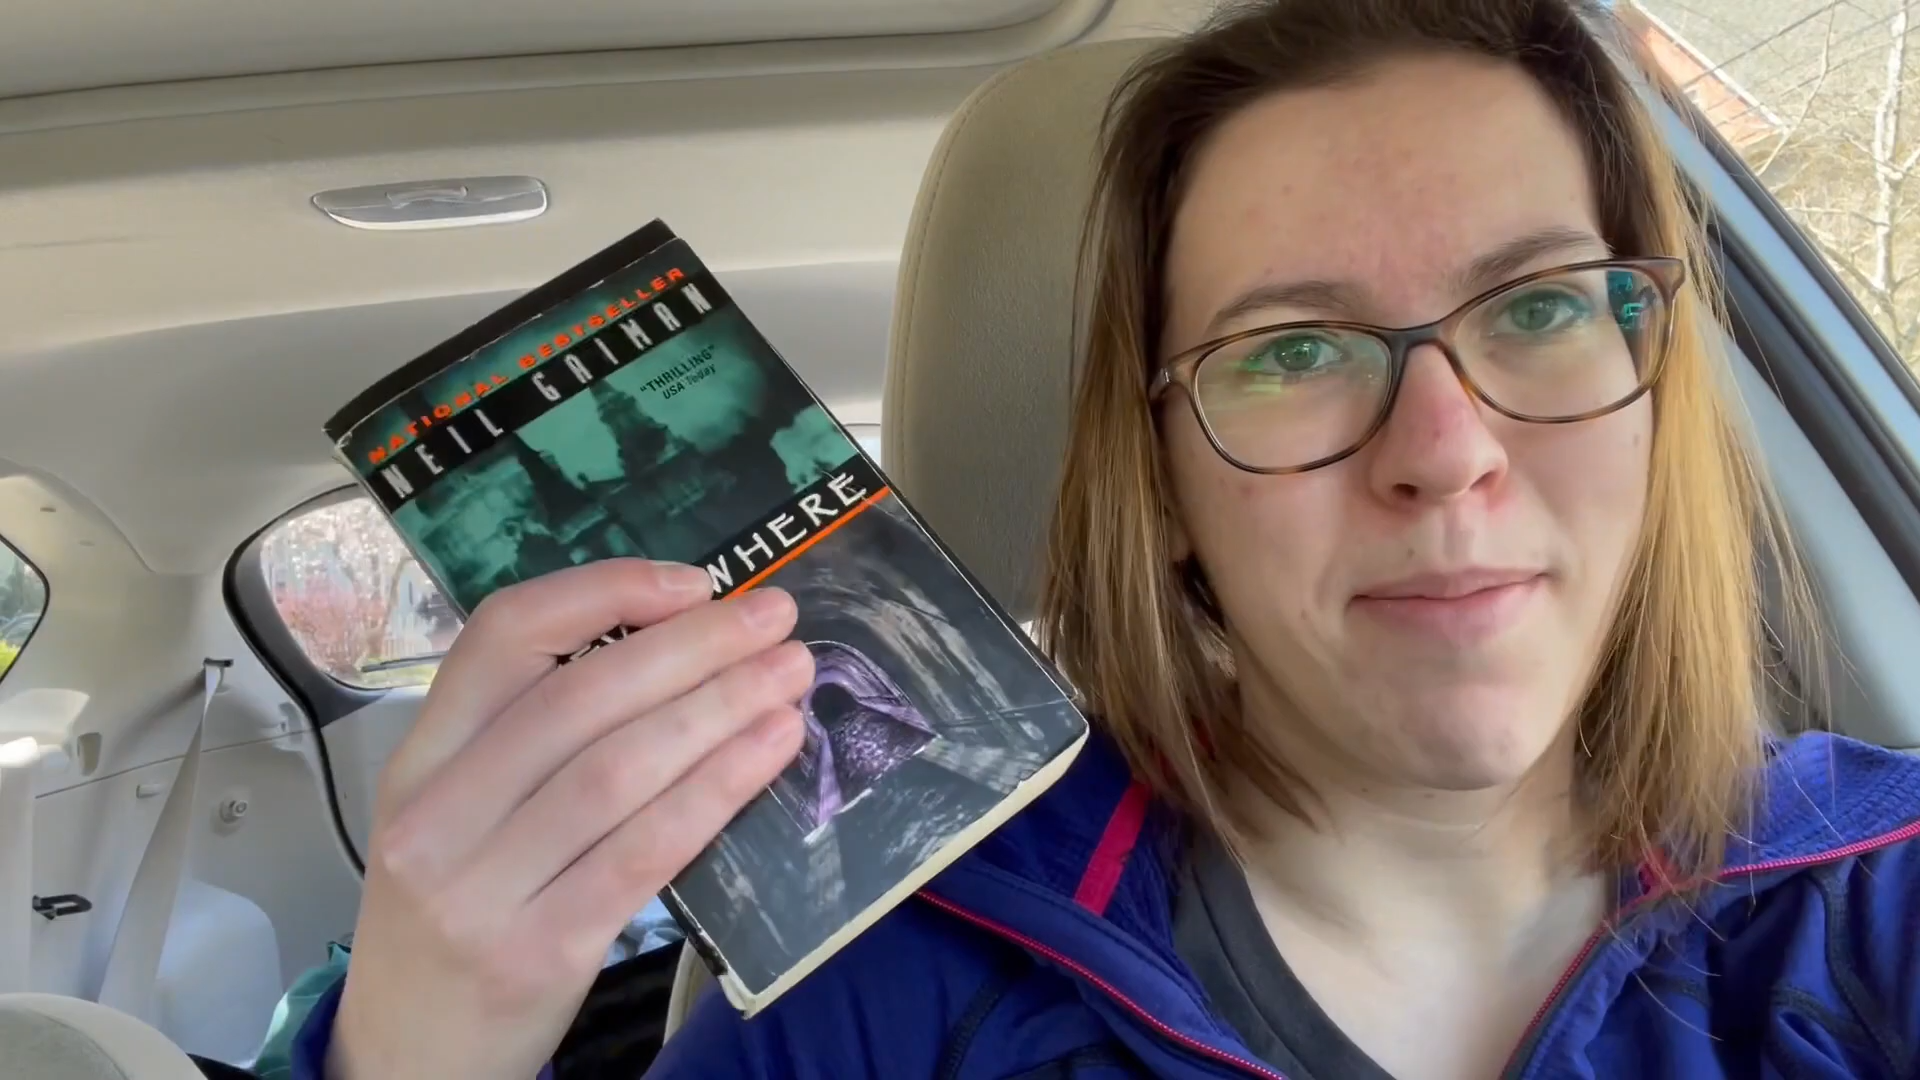 NATIONAL BESTSELLER
NEIL GAIMAN
"THRILLING"
USA Today
WHERE